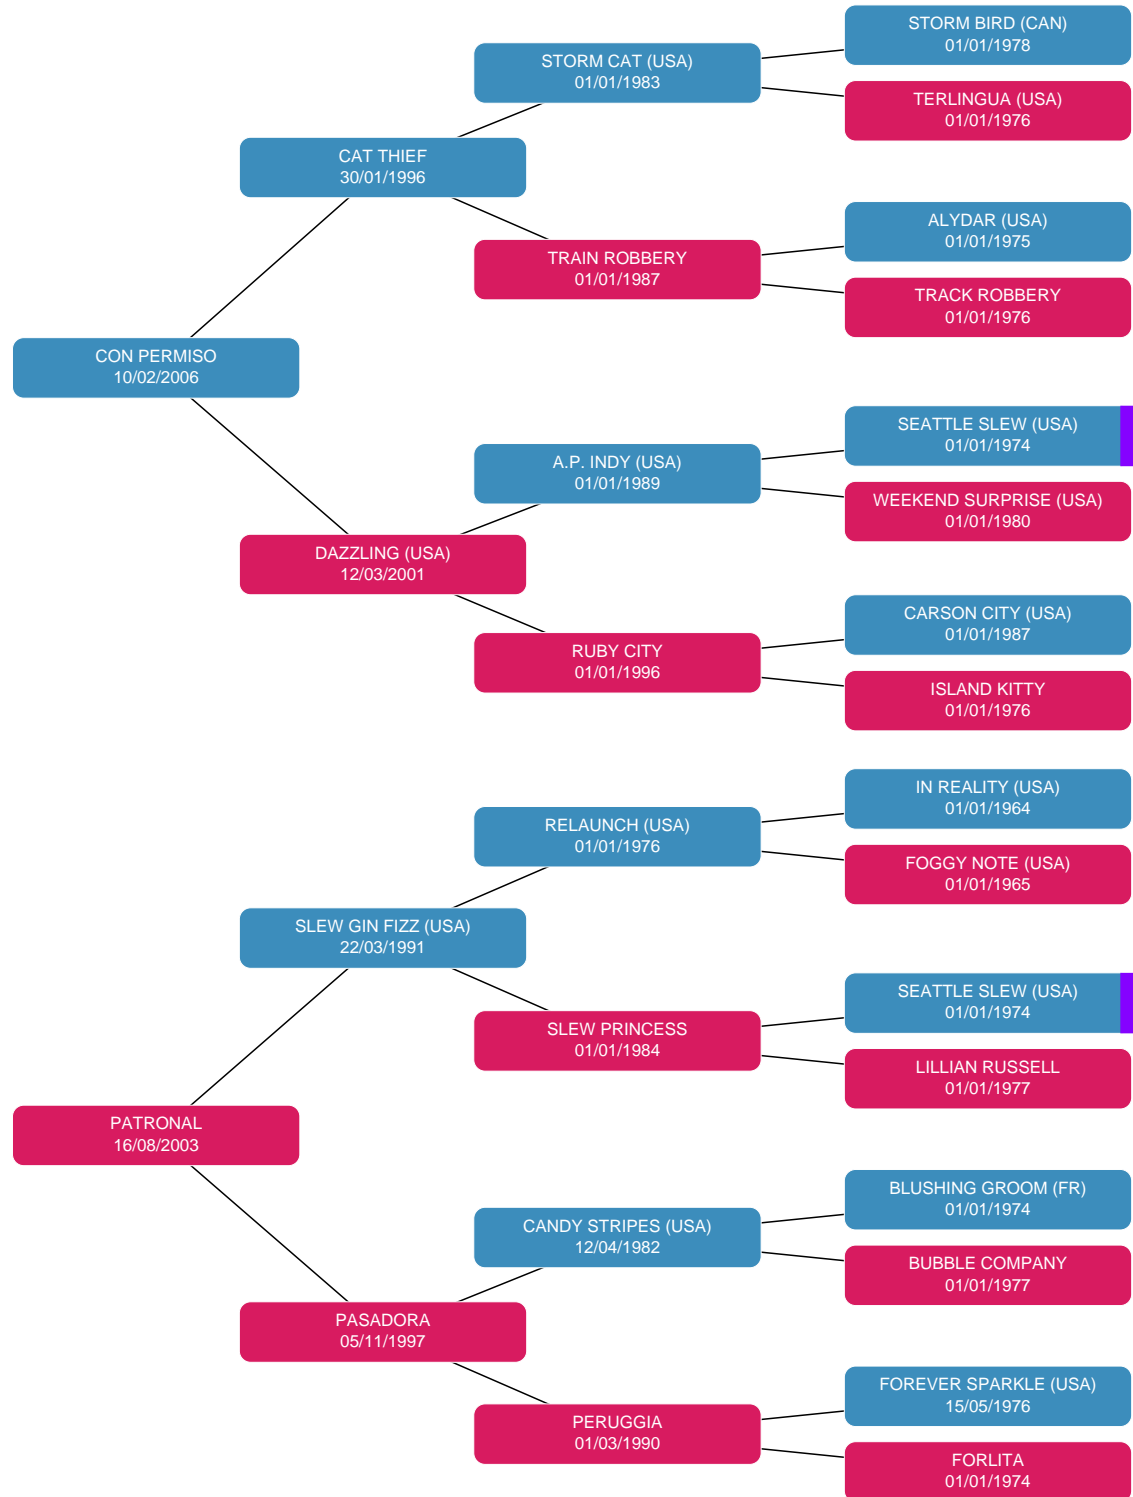 STORM BIRD (CAN)
01/01/1978
STORM CAT (USA)
01/01/1983
TERLINGUA (USA)
01/01/1976
CAT THIEF
30/01/1996
ALYDAR (USA)
01/01/1975
TRAIN ROBBERY
01/01/1987
TRACK ROBBERY
01/01/1976
CON PERMISO
10/02/2006
SEATTLE SLEW (USA)
01/01/1974
A.P. INDY (USA)
01/01/1989
WEEKEND SURPRISE (USA)
01/01/1980
DAZZLING (USA)
12/03/2001
CARSON CITY (USA)
01/01/1987
RUBY CITY
01/01/1996
ISLAND KITTY
01/01/1976
IN REALITY (USA)
01/01/1964
RELAUNCH (USA)
01/01/1976
FOGGY NOTE (USA)
01/01/1965
SLEW GIN FIZZ (USA)
22/03/1991
SEATTLE SLEW (USA)
01/01/1974
SLEW PRINCESS
01/01/1984
LILLIAN RUSSELL
01/01/1977
PATRONAL
16/08/2003
BLUSHING GROOM (FR)
01/01/1974
CANDY STRIPES (USA)
12/04/1982
BUBBLE COMPANY
01/01/1977
PASADORA
05/11/1997
FOREVER SPARKLE (USA)
15/05/1976
PERUGGIA
01/03/1990
FORLITA
01/01/1974